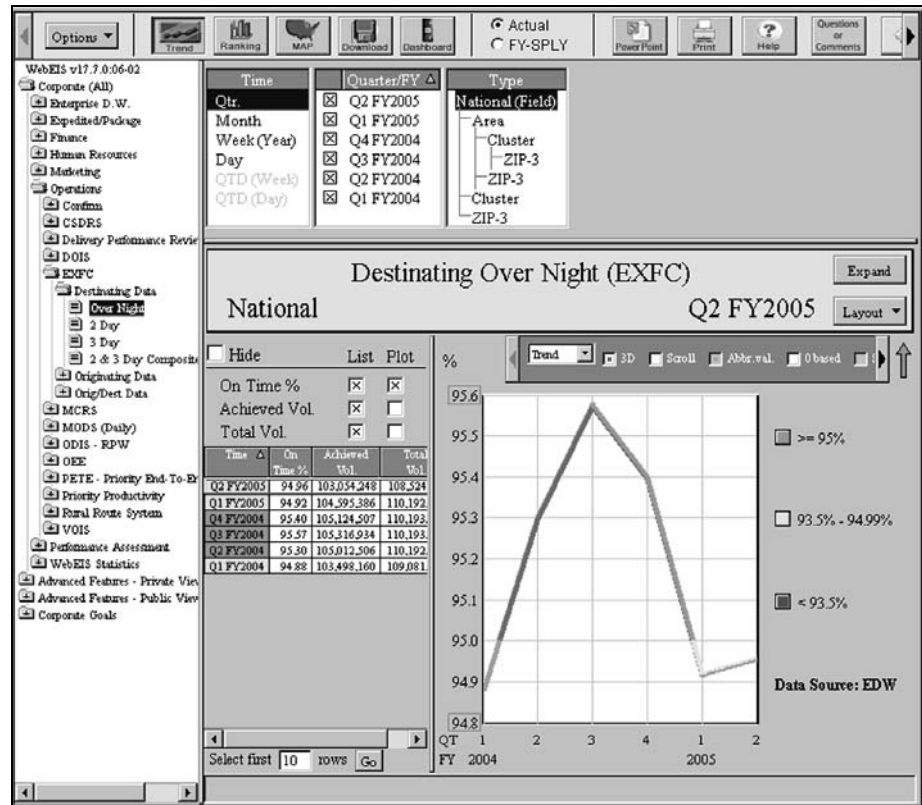 Options
Trend
Ranking
MAP
Download
Dashboard
Actual
FY-SPLY
PowerPoint
Print
Help
Questions
or
Comments
WebEIS v17.7.0:06-02
Corporate (All)
Enterprise D.W.
Expedited/Package
Finance
Human Resources
Marketing
Operations
Confirm
CSDRS
Delivery Performance Revie
DOIS
EXFC
Destinating Data
Over Night
2 Day
3 Day
2 & 3 Day Composite
Originating Data
Orig/Dest Data
MCRS
MODS (Daily)
ODIS - RPW
OEE
PETE - Priority End-To-En
Priority Productivity
Rural Route System
VOIS
Performance Assessment
WebEIS Statistics
Advanced Features - Private View
Advanced Features - Public View
Corporate Goals
Time
Qtr.
Month
Week (Year)
Day
QTD (Week)
QTD (Day)
Quarter/FY
Q2 FY2005
Q1 FY2005
Q4 FY2004
Q3 FY2004
Q2 FY2004
Q1 FY2004
Type
National (Field)
Area
Cluster
ZIP-3
ZIP-3
Cluster
ZIP-3
Destinating Over Night (EXFC)
Expand
National
Q2 FY2005
Layout
Hide List Plot
On Time %
Achieved Vol.
Total Vol.
Time On Time % Achieved Vol. Total Vol.
Q2 FY2005 94.96 103,054,248 108,524
Q1 FY2005 94.92 104,595,386 110,192.
Q4 FY2004 95.40 105,124,507 110,193.
Q3 FY2004 95.57 105,316,934 110,193.
Q2 FY2004 95.30 105,012,506 110,192.
Q1 FY2004 94.88 103,498,160 109,081.
Select first 10 rows Go
%
Trend 3D Scroll Abbr.val. 0 based
95.6
95.5
95.4
95.3
95.2
95.1
95.0
94.9
94.8
QT 1 2 3 4 1 2
FY 2004 2005
>= 95%
93.5% - 94.99%
< 93.5%
Data Source: EDW